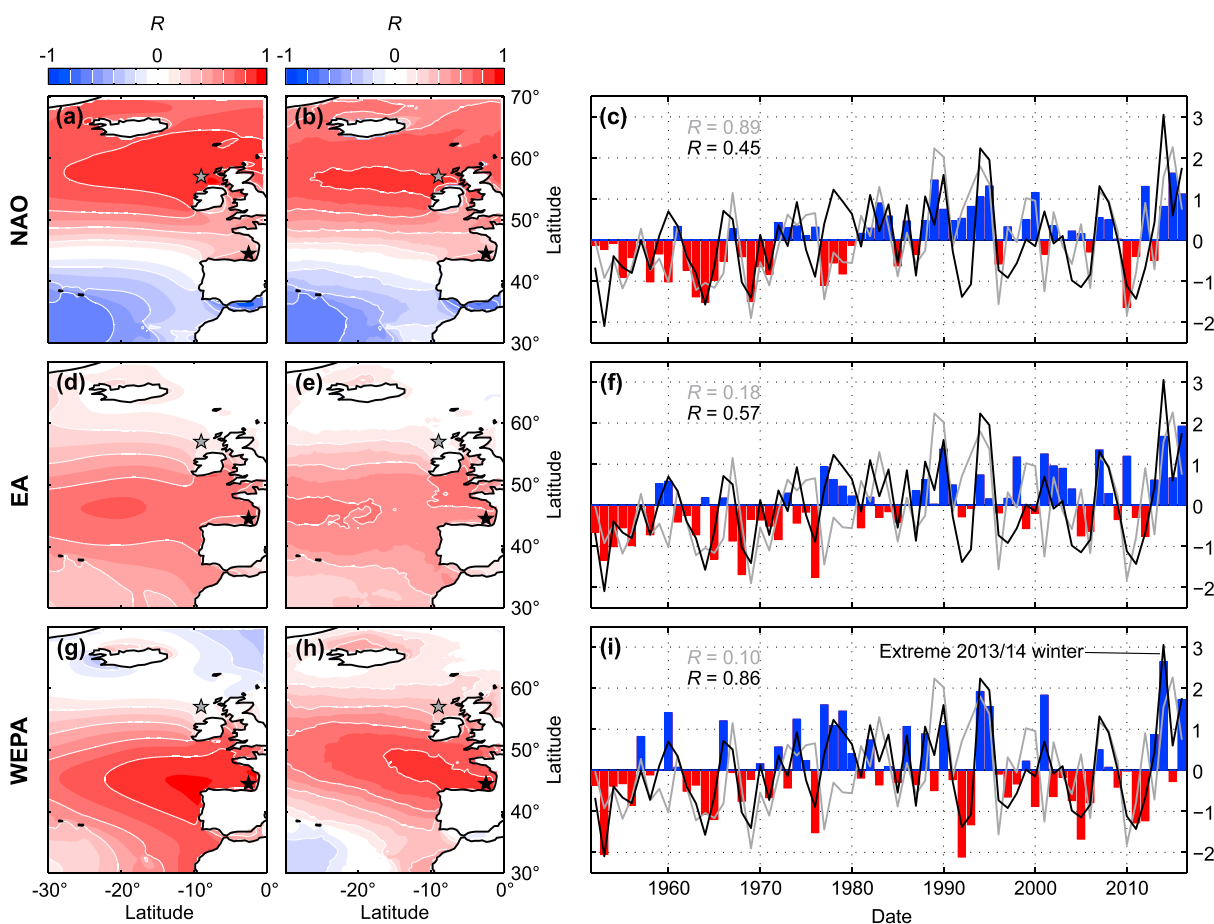 R R
-1 0 1 -1 0 1
NAO
(a) (b) 70° (c) 3
R = 0.89
R = 0.45
2
60°
1
50°
Latitude
0
40°
−1
30° −2
EA
(d) (e) 70° (f) 3
R = 0.18
R = 0.57
2
60°
1
50°
Latitude
0
40°
−1
30° −2
WEPA
(g) (h) (i) 3
R = 0.10
R = 0.86
Extreme 2013/14 winter
2
60°
1
50°
Latitude
0
40°
−1
30° −2
-30° -20° -10° 0° -20° -10° 0° 1960 1970 1980 1990 2000 2010
Latitude Latitude Date